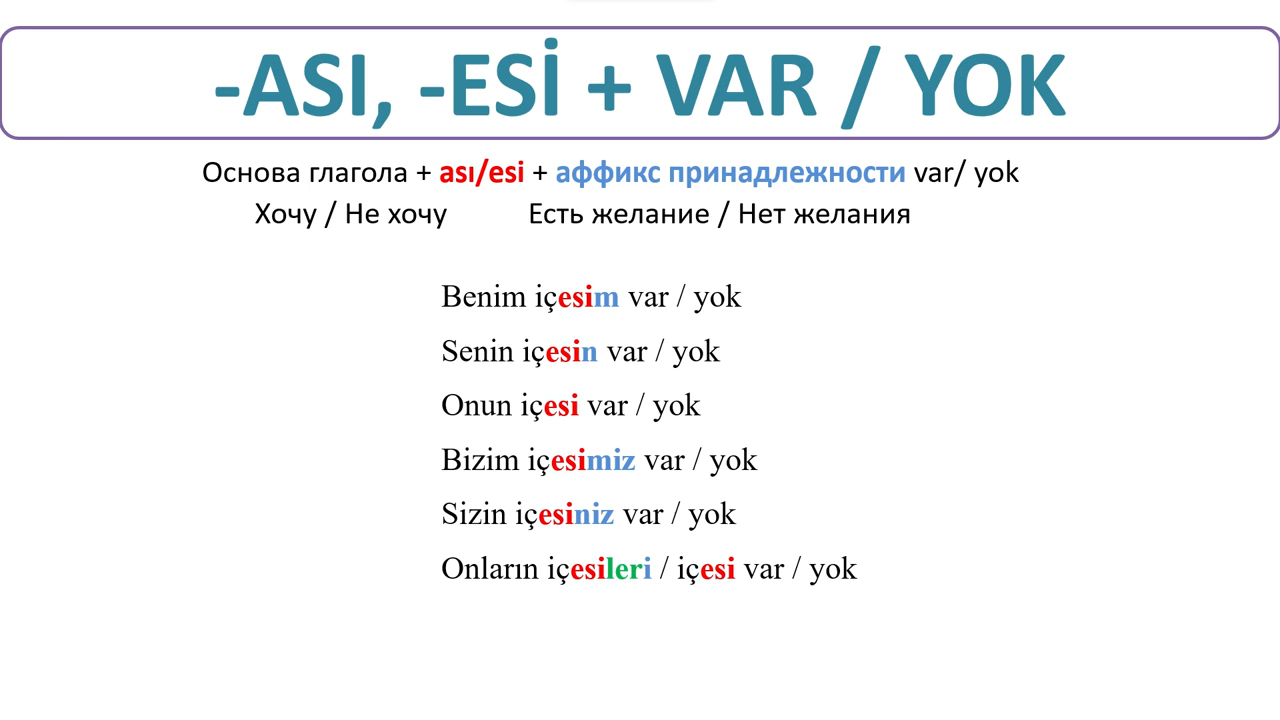 -ASI, -ESİ + VAR / YOK
Основа глагола + ası/esi + аффикс принадлежности var/ yok
Хочу / Не хочу Есть желание / Нет желания
Benim içesim var / yok
Senin içesin var / yok
Onun içesi var / yok
Bizim içesimiz var / yok
Sizin içesiniz var / yok
Onların içesileri / içesi var / yok